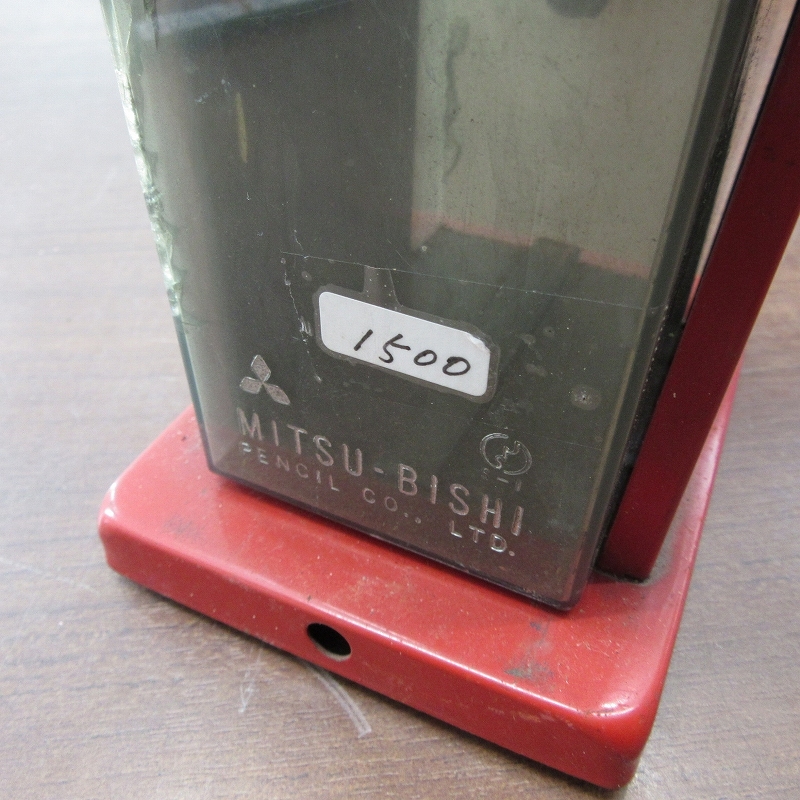 1500
MITSU-BISHI
PENCIL CO., LTD.